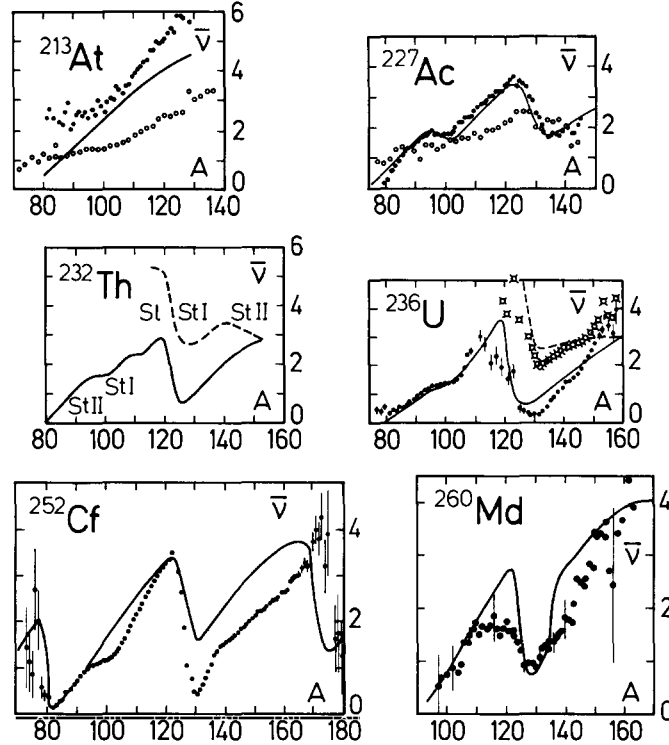 ²¹³At ν̄ 6
4
2
A 0
80 100 120 140
²²⁷Ac ν̄ 4
2
A
0
80 100 120 140
²³²Th ν̄ 6
St StI StII 4
2
StI
StII A 0
80 100 120 140 160
²³⁶U ν̄ 4
2
A
0
80 100 120 140 160
²⁵²Cf ν̄
4
2
A
0
80 100 120 140 160 180
²⁶⁰Md 4
ν̄
2
A
0
100 120 140 160